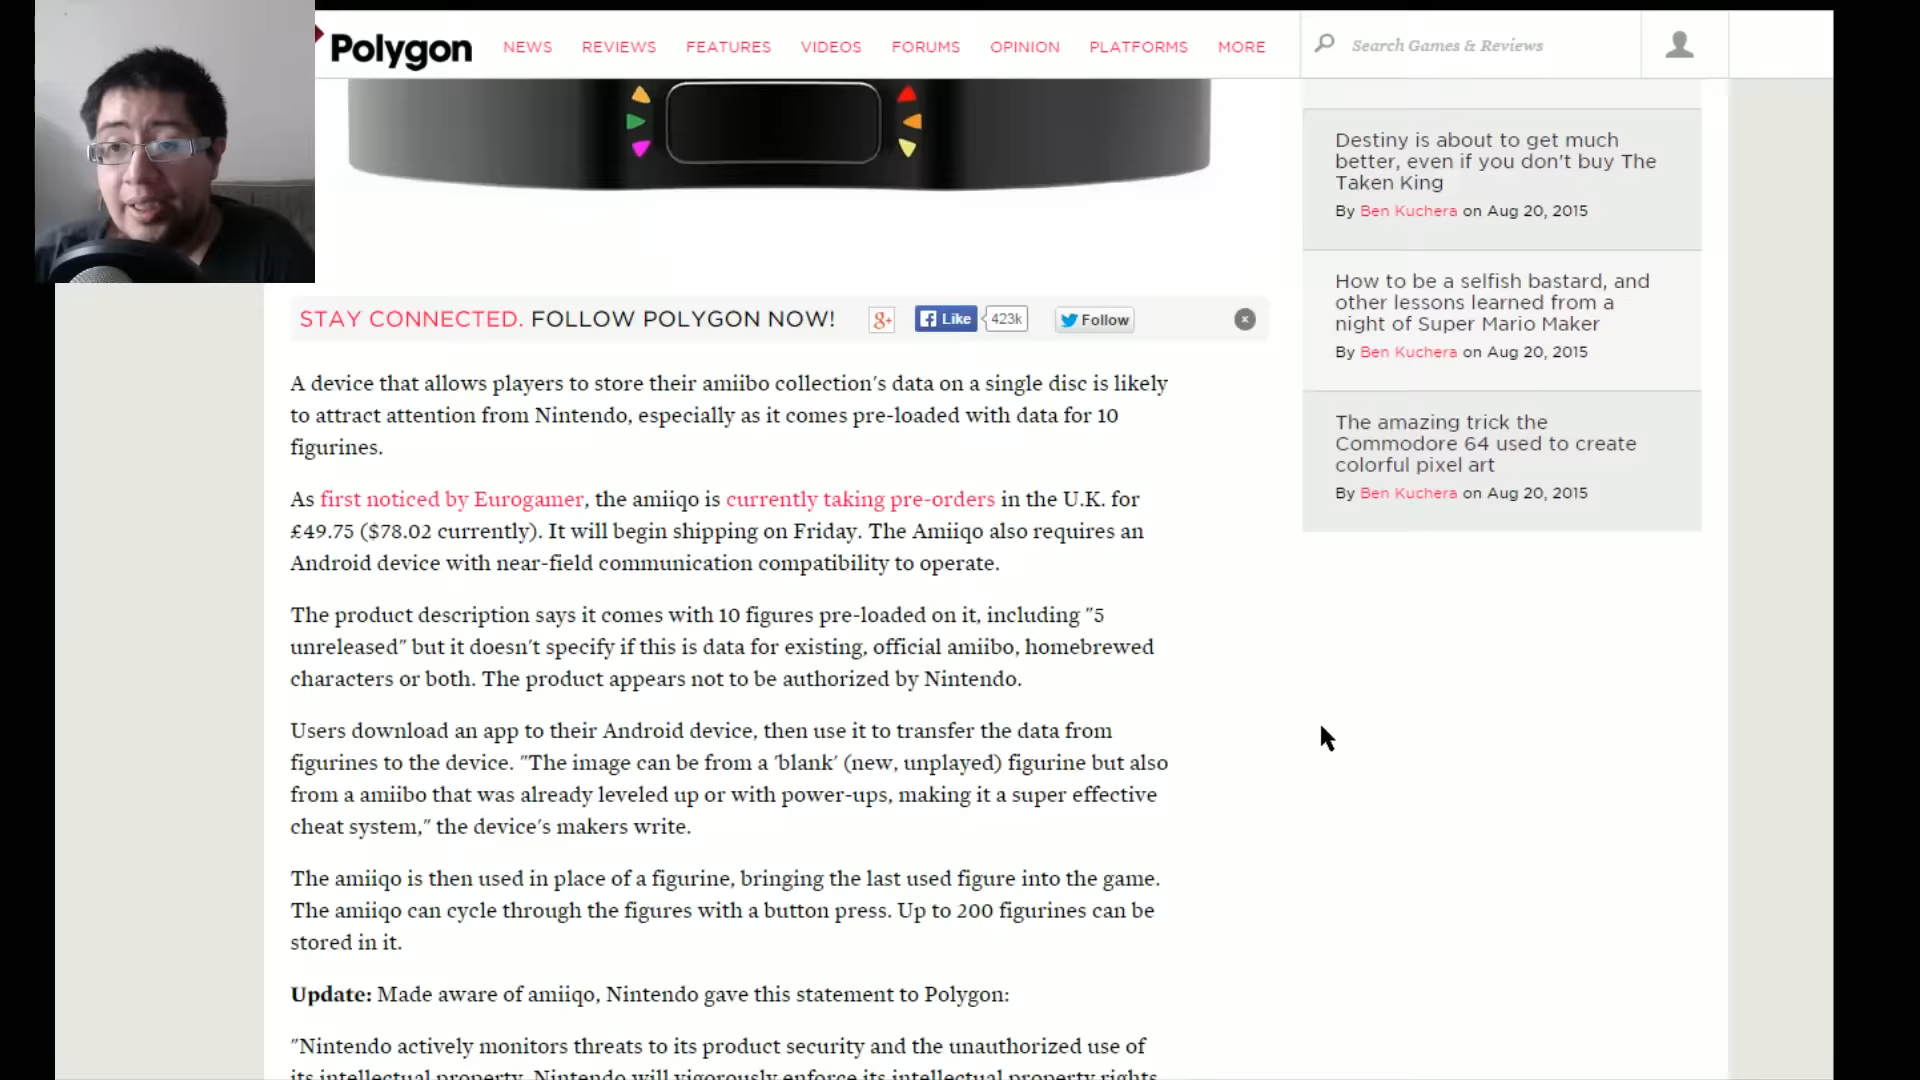 Polygon
NEWS
REVIEWS
FEATURES
VIDEOS
FORUMS
OPINION
PLATFORMS
MORE
Search Games & Reviews
STAY CONNECTED. FOLLOW POLYGON NOW!
g+
Like
423k
Follow
A device that allows players to store their amiibo collection's data on a single disc is likely
to attract attention from Nintendo, especially as it comes pre-loaded with data for 10
figurines.
As first noticed by Eurogamer, the amiiqo is currently taking pre-orders in the U.K. for
£49.75 ($78.02 currently). It will begin shipping on Friday. The Amiiqo also requires an
Android device with near-field communication compatibility to operate.
The product description says it comes with 10 figures pre-loaded on it, including "5
unreleased" but it doesn't specify if this is data for existing, official amiibo, homebrewed
characters or both. The product appears not to be authorized by Nintendo.
Users download an app to their Android device, then use it to transfer the data from
figurines to the device. "The image can be from a 'blank' (new, unplayed) figurine but also
from a amiibo that was already leveled up or with power-ups, making it a super effective
cheat system," the device's makers write.
The amiiqo is then used in place of a figurine, bringing the last used figure into the game.
The amiiqo can cycle through the figures with a button press. Up to 200 figurines can be
stored in it.
Update: Made aware of amiiqo, Nintendo gave this statement to Polygon:
"Nintendo actively monitors threats to its product security and the unauthorized use of
its intellectual property. Nintendo will vigorously enforce its intellectual property rights
Destiny is about to get much
better, even if you don't buy The
Taken King
By Ben Kuchera on Aug 20, 2015
How to be a selfish bastard, and
other lessons learned from a
night of Super Mario Maker
By Ben Kuchera on Aug 20, 2015
The amazing trick the
Commodore 64 used to create
colorful pixel art
By Ben Kuchera on Aug 20, 2015